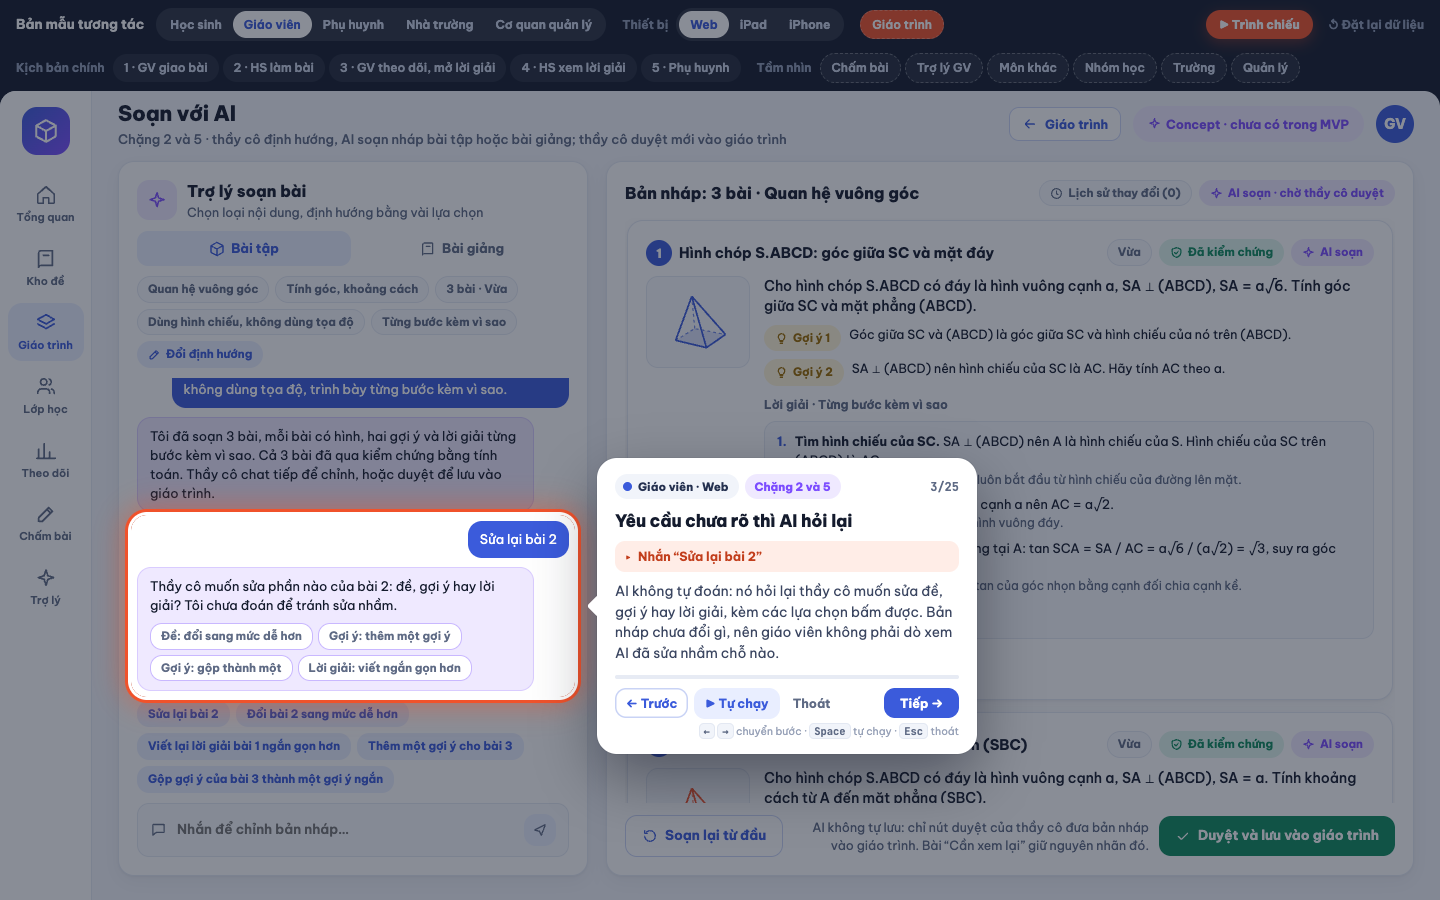 Bản mẫu tương tác
Học sinh
Giáo viên
Phụ huynh
Nhà trường
Cơ quan quản lý
Thiết bị
Web
iPad
iPhone
Giáo trình
Trình chiếu
Đặt lại dữ liệu
Kịch bản chính
1 · GV giao bài
2 · HS làm bài
3 · GV theo dõi, mở lời giải
4 · HS xem lời giải
5 · Phụ huynh
Tầm nhìn
Chấm bài
Trợ lý GV
Môn khác
Nhóm học
Trường
Quản lý
Tổng quan
Kho đề
Giáo trình
Lớp học
Theo dõi
Chấm bài
Trợ lý
Soạn với AI
Chặng 2 và 5 · thầy cô định hướng, AI soạn nháp bài tập hoặc bài giảng; thầy cô duyệt mới vào giáo trình
← Giáo trình
Concept · chưa có trong MVP
GV
Trợ lý soạn bài
Chọn loại nội dung, định hướng bằng vài lựa chọn
Bài tập
Bài giảng
Quan hệ vuông góc
Tính góc, khoảng cách
3 bài · Vừa
Dùng hình chiếu, không dùng tọa độ
Từng bước kèm vì sao
Đổi định hướng
không dùng tọa độ, trình bày từng bước kèm vì sao.
Tôi đã soạn 3 bài, mỗi bài có hình, hai gợi ý và lời giải từng
bước kèm vì sao. Cả 3 bài đã qua kiểm chứng bằng tính
toán. Thầy cô chat tiếp để chỉnh, hoặc duyệt để lưu vào
giáo trình.
Sửa lại bài 2
Thầy cô muốn sửa phần nào của bài 2: đề, gợi ý hay lời
giải? Tôi chưa đoán để tránh sửa nhầm.
Đề: đổi sang mức dễ hơn
Gợi ý: thêm một gợi ý
Gợi ý: gộp thành một
Lời giải: viết ngắn gọn hơn
Sửa lại bài 2
Đổi bài 2 sang mức dễ hơn
Viết lại lời giải bài 1 ngắn gọn hơn
Thêm một gợi ý cho bài 3
Gộp gợi ý của bài 3 thành một gợi ý ngắn
Nhắn để chỉnh bản nháp...
Bản nháp: 3 bài · Quan hệ vuông góc
Lịch sử thay đổi (0)
AI soạn · chờ thầy cô duyệt
1
Hình chóp S.ABCD: góc giữa SC và mặt đáy
Vừa
Đã kiểm chứng
AI soạn
Cho hình chóp S.ABCD có đáy là hình vuông cạnh a, SA ⊥ (ABCD), SA = a√6. Tính góc
giữa SC và mặt phẳng (ABCD).
Gợi ý 1
Góc giữa SC và (ABCD) là góc giữa SC và hình chiếu của nó trên (ABCD).
Gợi ý 2
SA ⊥ (ABCD) nên hình chiếu của SC là AC. Hãy tính AC theo a.
Lời giải · Từng bước kèm vì sao
1. Tìm hình chiếu của SC. SA ⊥ (ABCD) nên A là hình chiếu của S. Hình chiếu của SC trên
luôn bắt đầu từ hình chiếu của đường lên mặt.
cạnh a nên AC = a√2.
hình vuông đáy.
tại A: tan SCA = SA / AC = a√6 / (a√2) = √3, suy ra góc
tan của góc nhọn bằng cạnh đối chia cạnh kề.
Giáo viên · Web
Chặng 2 và 5
3/25
Yêu cầu chưa rõ thì AI hỏi lại
▸ Nhắn “Sửa lại bài 2”
AI không tự đoán: nó hỏi lại thầy cô muốn sửa đề,
gợi ý hay lời giải, kèm các lựa chọn bấm được. Bản
nháp chưa đổi gì, nên giáo viên không phải dò xem
AI đã sửa nhầm chỗ nào.
← Trước
Tự chạy
Thoát
Tiếp →
← → chuyển bước · Space tự chạy · Esc thoát
(SBC)
Vừa
Đã kiểm chứng
AI soạn
Cho hình chóp S.ABCD có đáy là hình vuông cạnh a, SA ⊥ (ABCD), SA = a. Tính khoảng
cách từ A đến mặt phẳng (SBC).
Soạn lại từ đầu
AI không tự lưu: chỉ nút duyệt của thầy cô đưa bản nháp
vào giáo trình. Bài “Cần xem lại” giữ nguyên nhãn đó.
Duyệt và lưu vào giáo trình